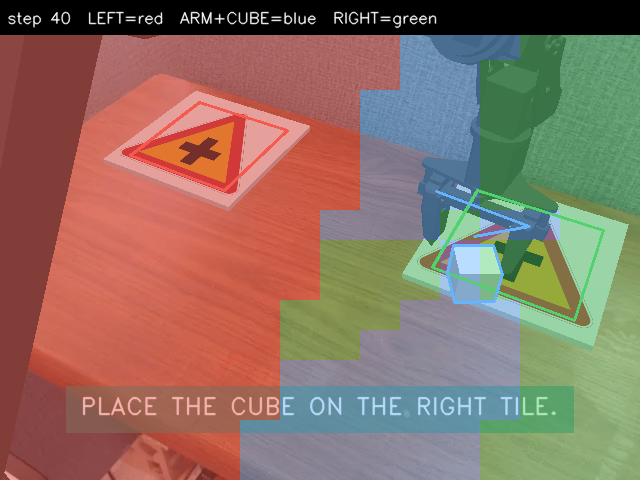 step 40 LEFT=red ARM+CUBE=blue RIGHT=green
PLACE THE CUBE ON THE RIGHT TILE.